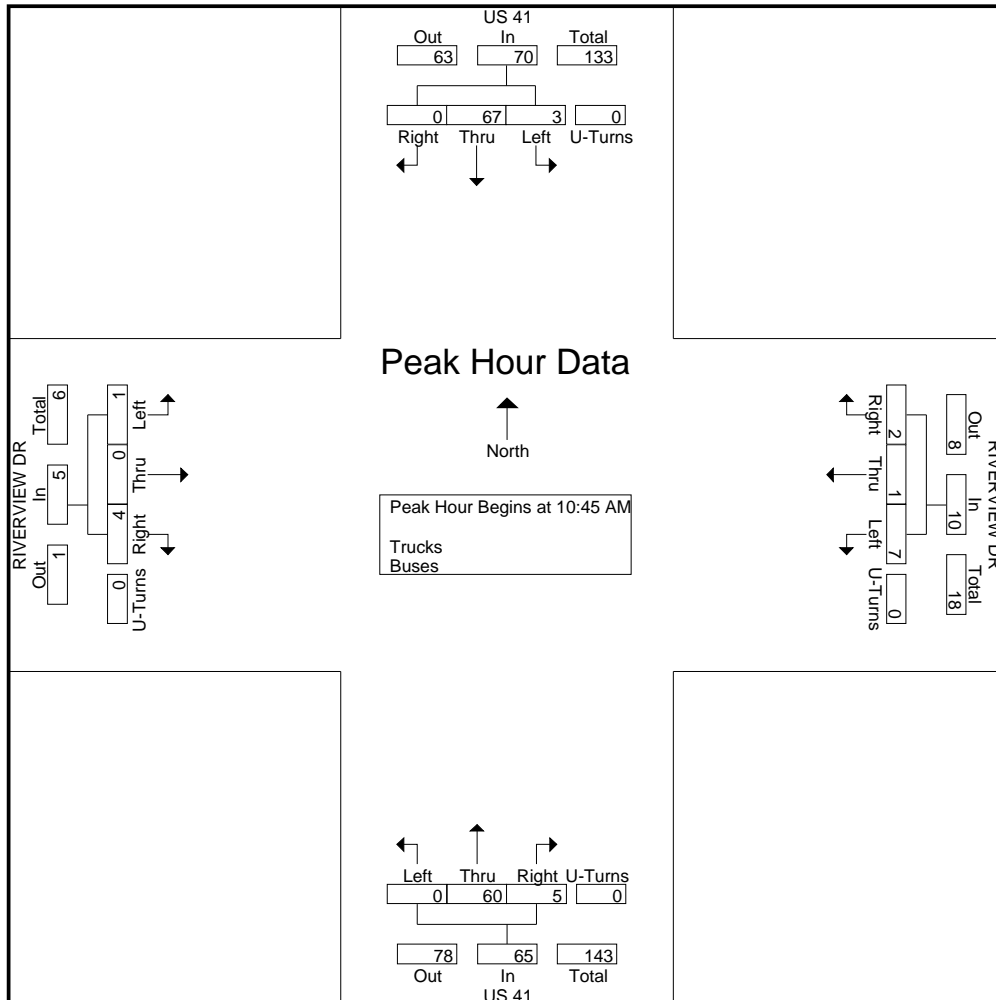 US 41
Out In Total
63 70 133
0 67 3 0
Right Thru Left U-Turns
Peak Hour Data
North
Peak Hour Begins at 10:45 AM
Trucks
Buses
RIVERVIEW DR
Total In Out
6 5 1
1 0 4 0
Left Thru Right U-Turns
RIVERVIEW DR
Out In Total
8 10 18
2 1 7 0
Right Thru Left U-Turns
Left Thru Right U-Turns
0 60 5 0
78 65 143
Out In Total
US 41